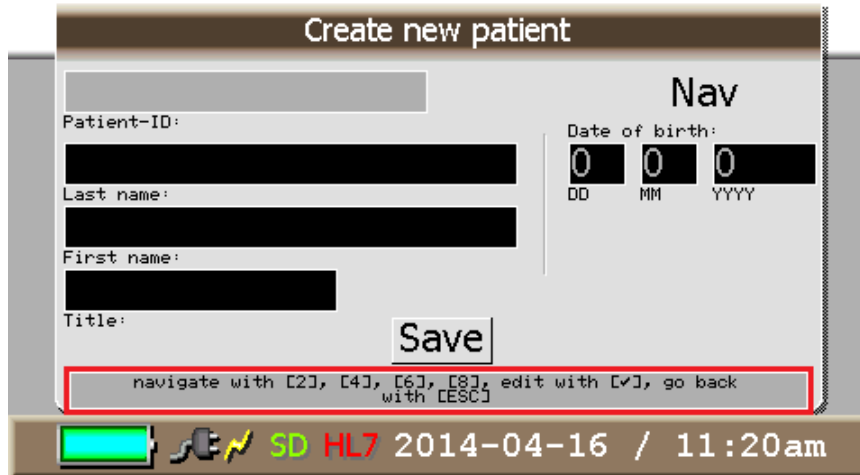 Create new patient
Nav
Patient-ID:
Date of birth:
0 0 0
DD MM YYYY
Last name:
First name:
Title:
Save
navigate with [2], [4], [6], [8], edit with [✔], go back
with [ESC]
SD HL7 2014-04-16 / 11:20am